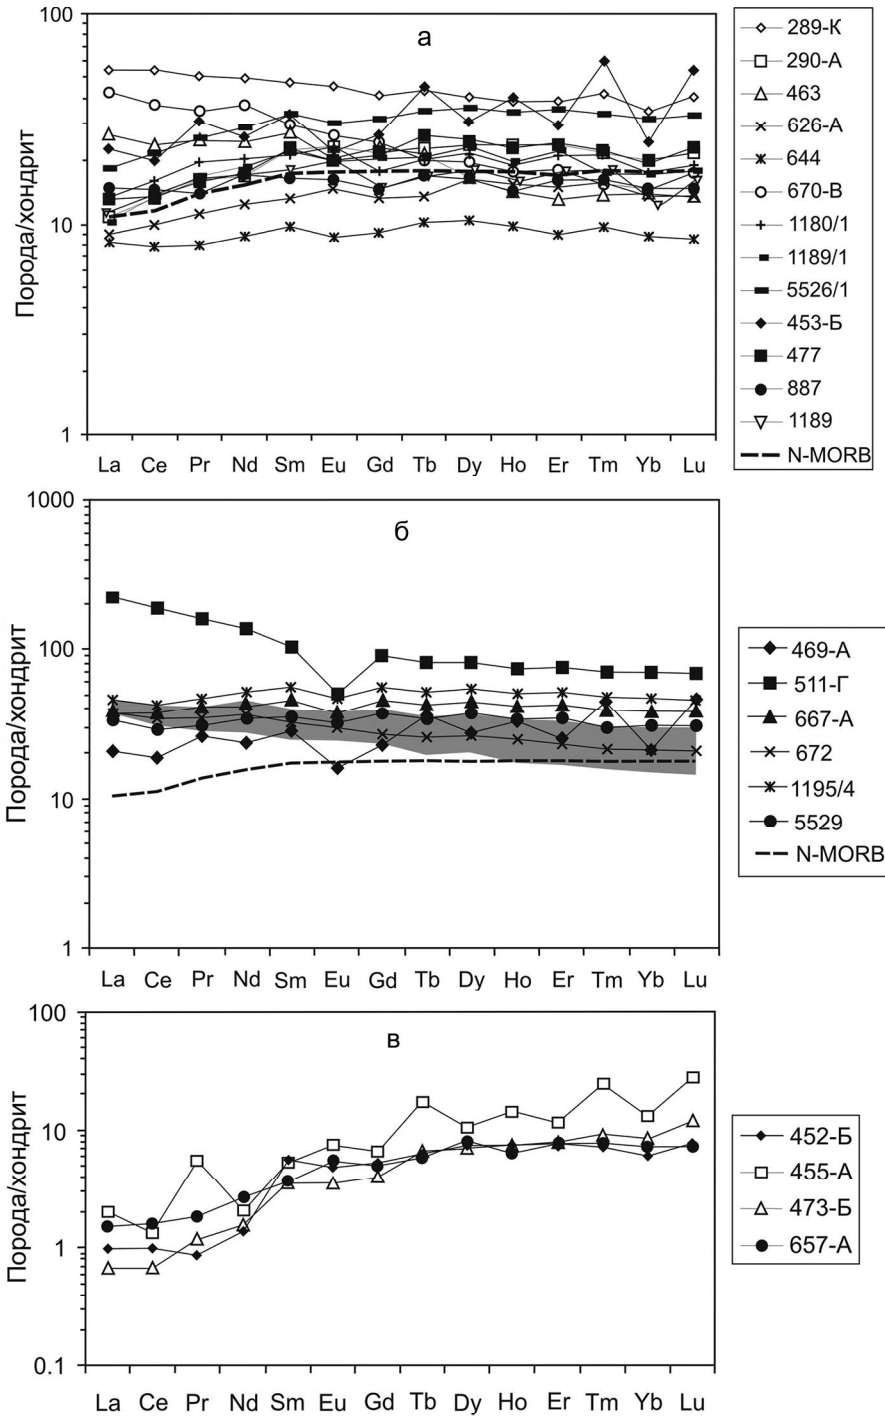 а
Порода/хондрит
100
10
1
La Ce Pr Nd Sm Eu Gd Tb Dy Ho Er Tm Yb Lu
289-К
290-А
463
626-А
644
670-В
1180/1
1189/1
5526/1
453-Б
477
887
1189
N-MORB
б
Порода/хондрит
1000
100
10
1
La Ce Pr Nd Sm Eu Gd Tb Dy Ho Er Tm Yb Lu
469-А
511-Г
667-А
672
1195/4
5529
N-MORB
в
Порода/хондрит
100
10
1
0.1
La Ce Pr Nd Sm Eu Gd Tb Dy Ho Er Tm Yb Lu
452-Б
455-А
473-Б
657-А